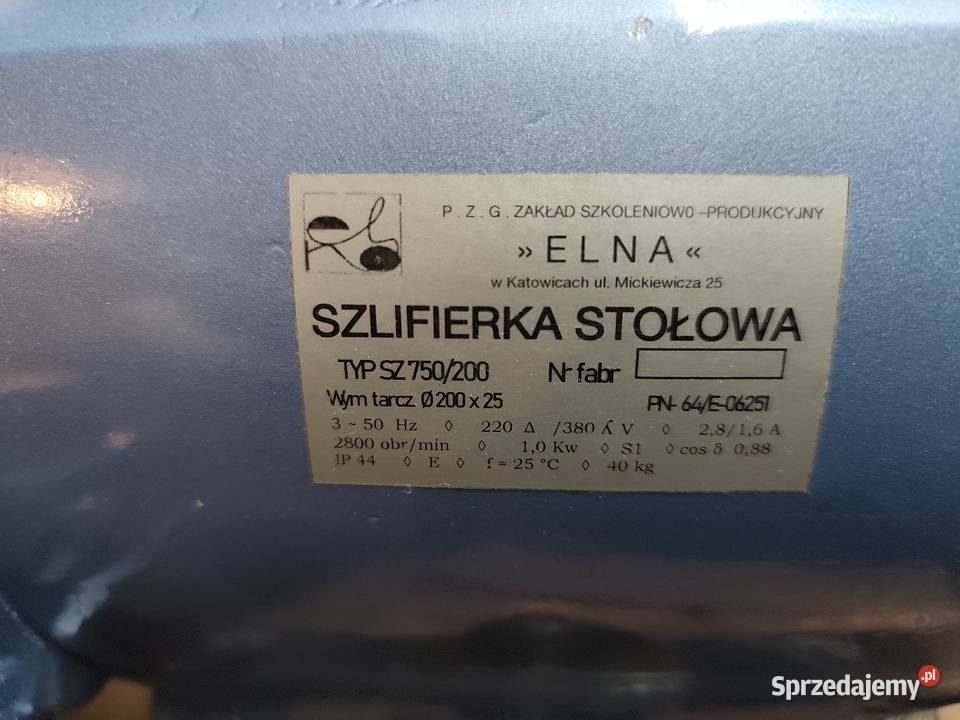 P.Z.G. ZAKŁAD SZKOLENIOWO-PRODUKCYJNY
» ELNA «
w Katowicach ul. Mickiewicza 25
SZLIFIERKA STOŁOWA
TYP SZ 750/200 Nr fabr
Wym tarcz Ø 200 x 25 PN-64/E-06251
3 ~ 50 Hz ◊ 220 Δ /380 ⅄ V ◊ 2,8/1,6 A
2800 obr/min ◊ 1,0 Kw ◊ S1 ◊ cos δ 0,88
IP 44 ◊ E ◊ f = 25 °C ◊ 40 kg
Sprzedajemy.pl